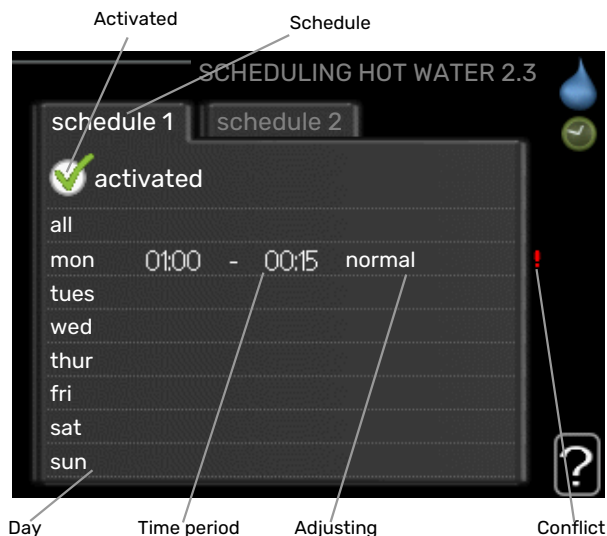 Activated Schedule
SCHEDULING HOT WATER 2.3
schedule 1 schedule 2
activated
all
mon 01:00 - 00:15 normal !
tues
wed
thur
fri
sat
sun
?
Day Time period Adjusting Conflict